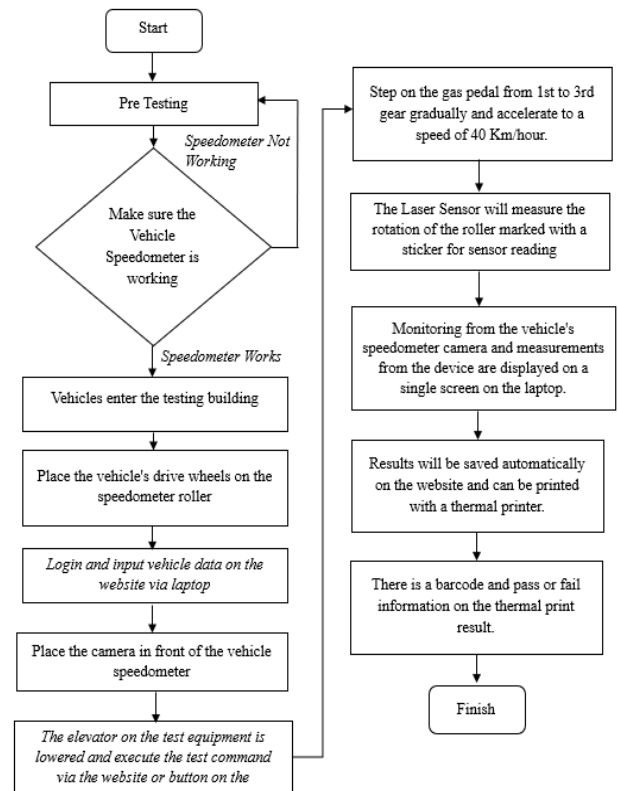 Start
Pre Testing
Speedometer Not
Working
Make sure the
Vehicle
Speedometer is
working
Speedometer Works
Vehicles enter the testing building
Place the vehicle's drive wheels on the
speedometer roller
Login and input vehicle data on the
website via laptop
Place the camera in front of the vehicle
speedometer
The elevator on the test equipment is
lowered and execute the test command
via the website or button on the
Step on the gas pedal from 1st to 3rd
gear gradually and accelerate to a
speed of 40 Km/hour.
The Laser Sensor will measure the
rotation of the roller marked with a
sticker for sensor reading
Monitoring from the vehicle's
speedometer camera and measurements
from the device are displayed on a
single screen on the laptop.
Results will be saved automatically
on the website and can be printed
with a thermal printer.
There is a barcode and pass or fail
information on the thermal print
result.
Finish